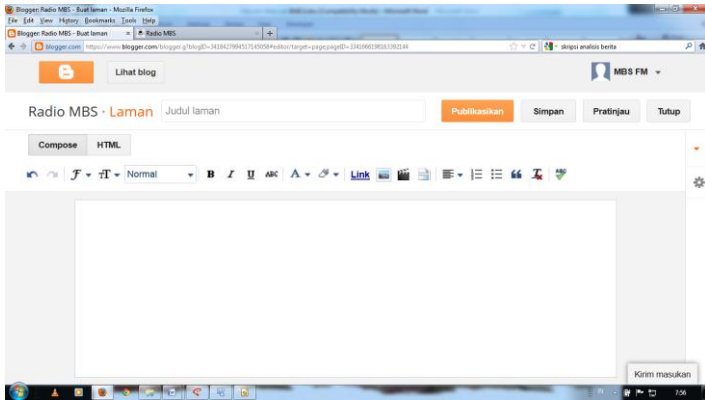 Blogger: Radio MBS - Buat laman - Mozilla Firefox
File Edit View History Bookmarks Tools Help
Blogger: Radio MBS - Buat laman × Radio MBS × +
blogger.com skripsi analisis berita
Lihat blog MBS FM
Radio MBS · Laman Judul laman Publikasikan Simpan Pratinjau Tutup
Compose HTML
Normal B I U ABC A Link
Kirim masukan
7:56